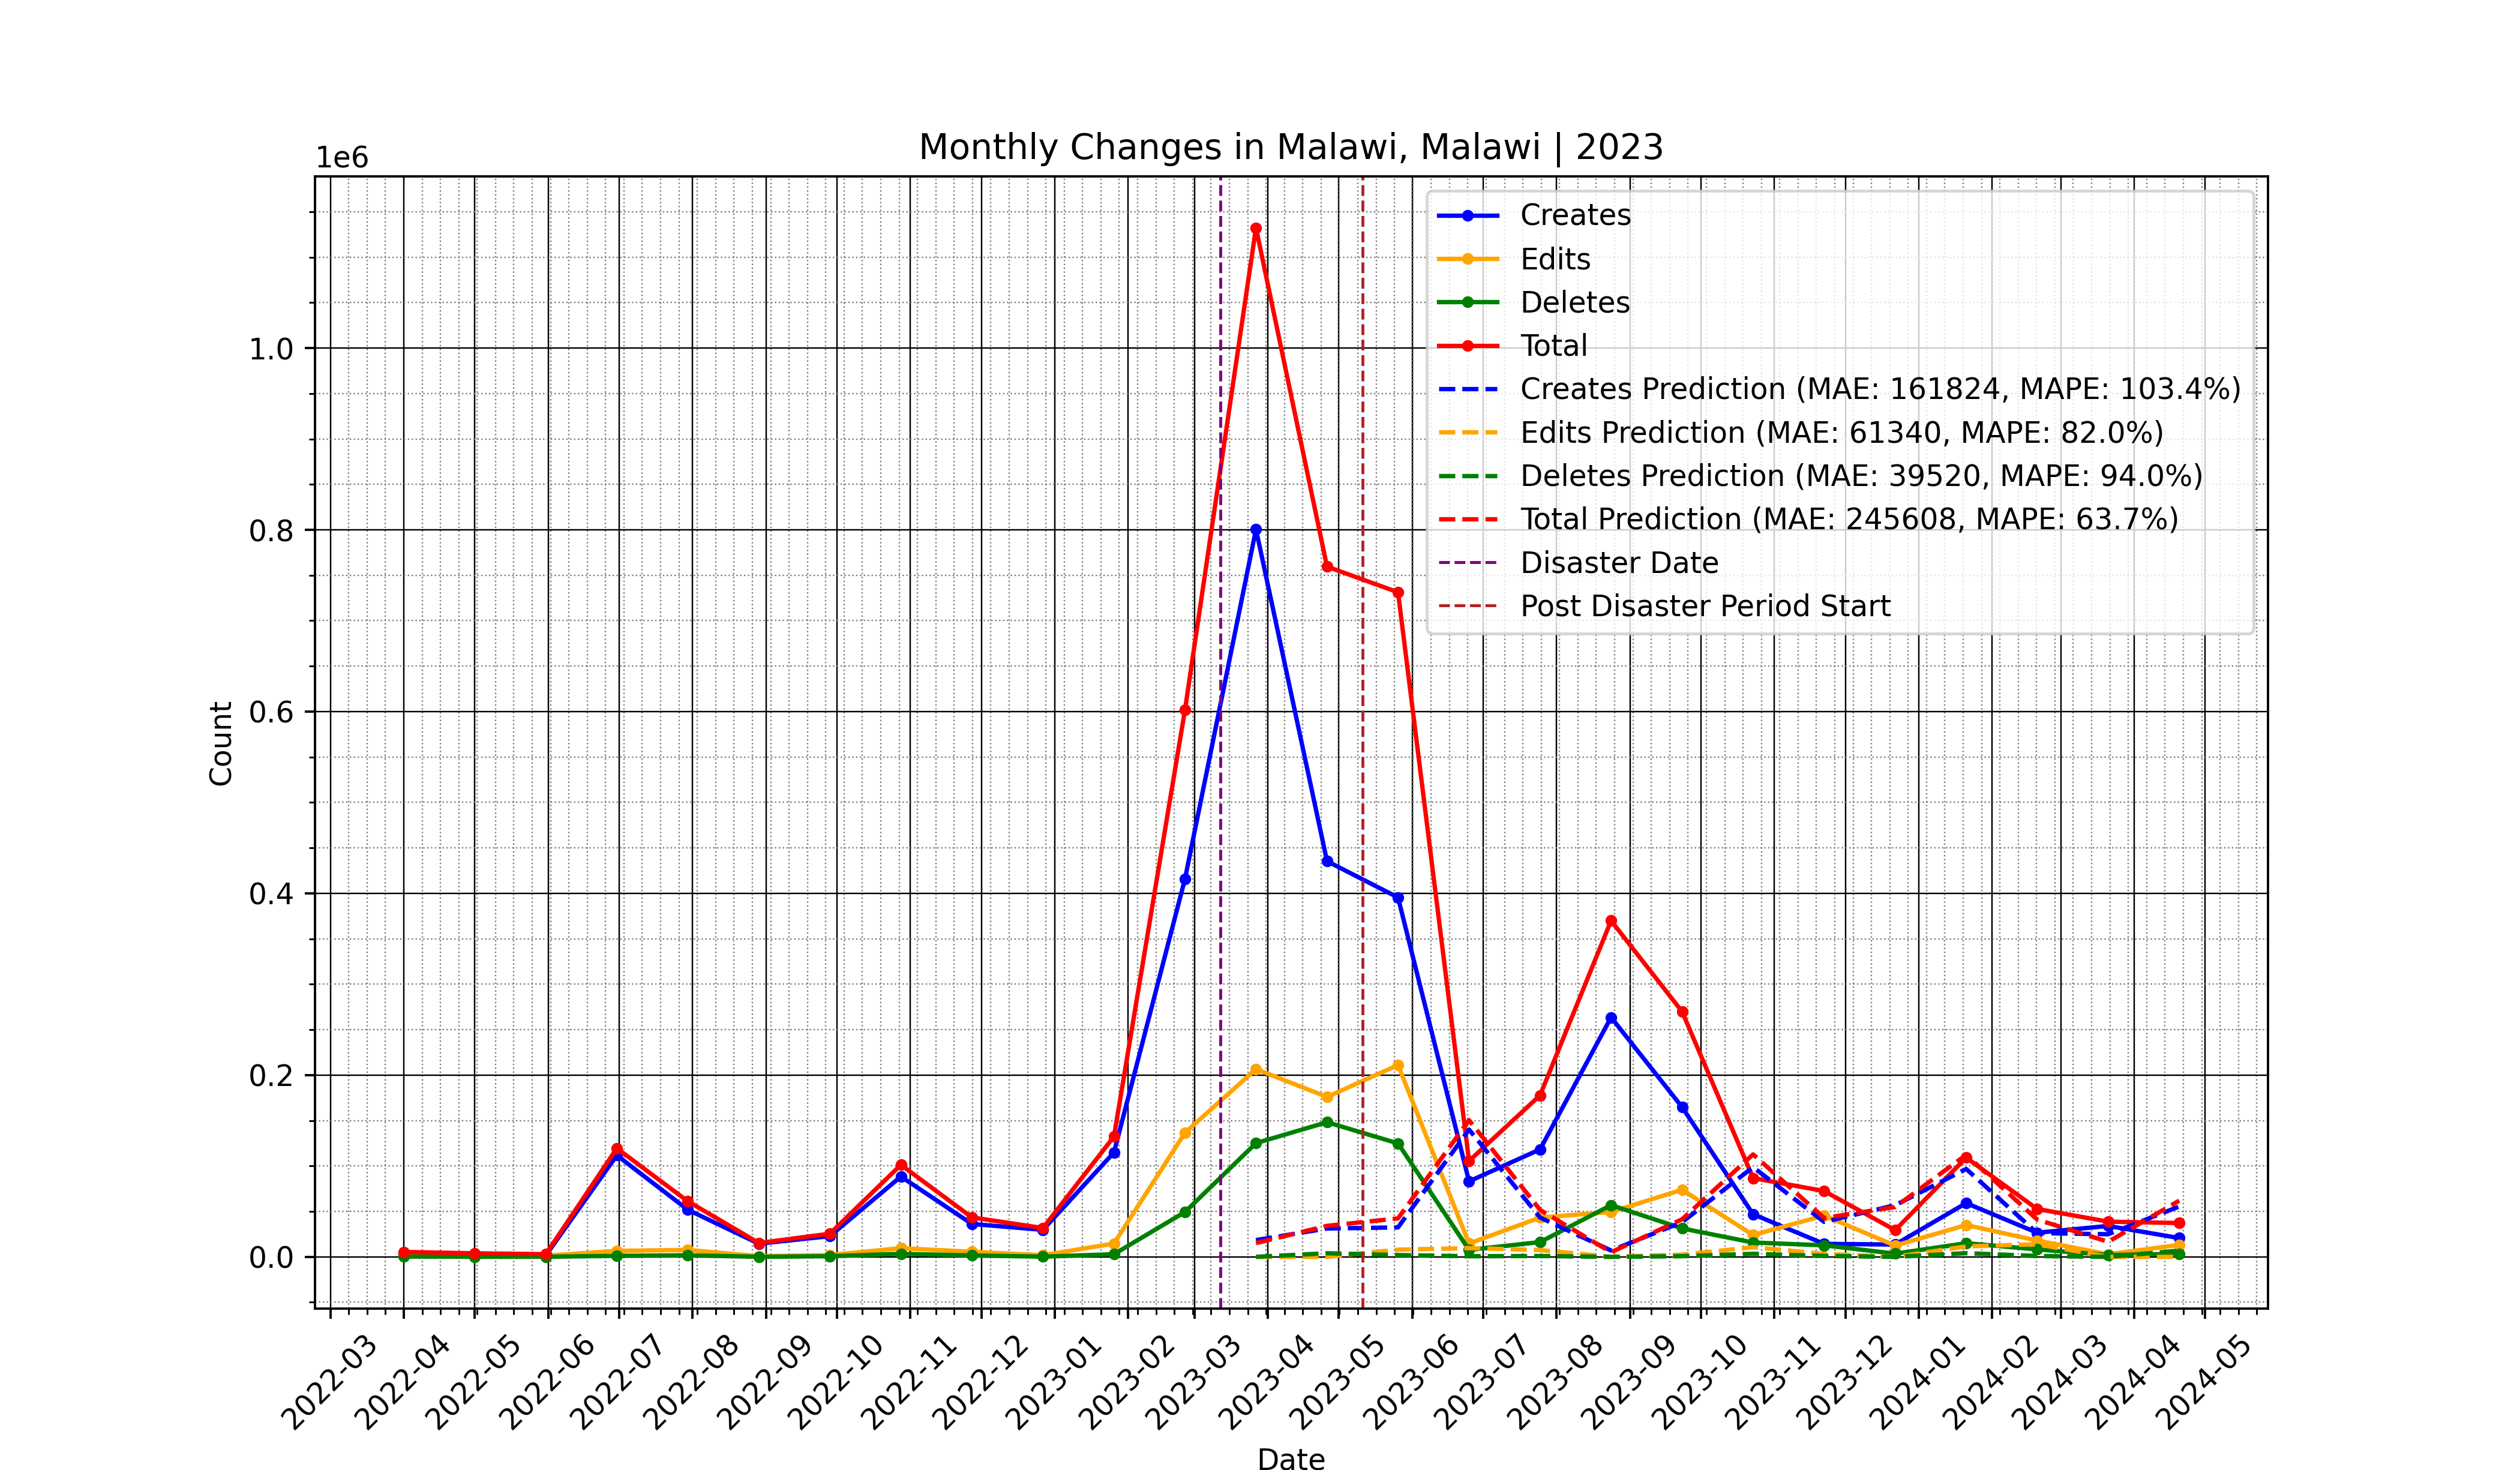 Monthly Changes in Malawi, Malawi | 2023
1e6
Creates
Edits
Deletes
Total
Creates Prediction (MAE: 161824, MAPE: 103.4%)
Edits Prediction (MAE: 61340, MAPE: 82.0%)
Deletes Prediction (MAE: 39520, MAPE: 94.0%)
Total Prediction (MAE: 245608, MAPE: 63.7%)
Disaster Date
Post Disaster Period Start
Count
1.0
0.8
0.6
0.4
0.2
0.0
2022-03
2022-04
2022-05
2022-06
2022-07
2022-08
2022-09
2022-10
2022-11
2022-12
2023-01
2023-02
2023-03
2023-04
2023-05
2023-06
2023-07
2023-08
2023-09
2023-10
2023-11
2023-12
2024-01
2024-02
2024-03
2024-04
2024-05
Date